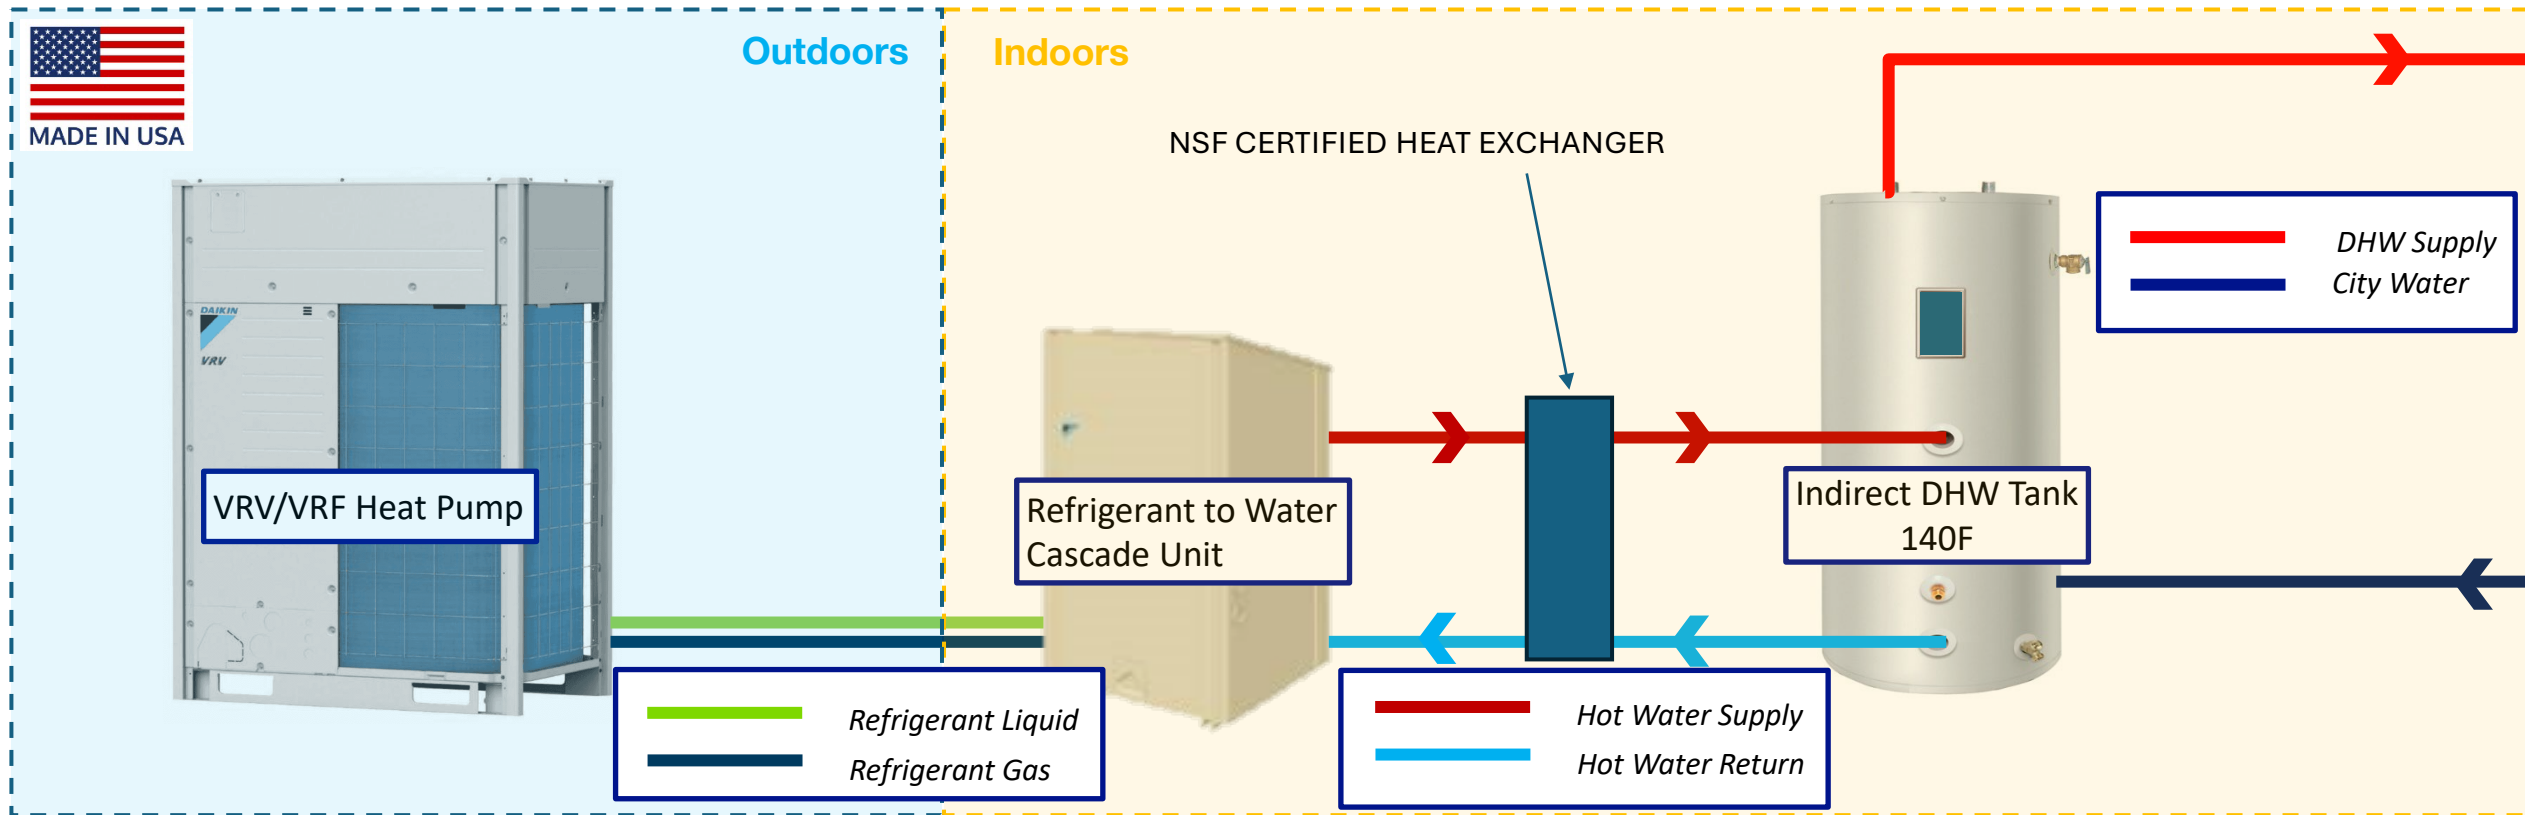 Outdoors
Indoors
MADE IN USA
NSF CERTIFIED HEAT EXCHANGER
DHW Supply
City Water
DAIKIN
VRV
VRV/VRF Heat Pump
Refrigerant to Water
Cascade Unit
Indirect DHW Tank
140F
Refrigerant Liquid
Refrigerant Gas
Hot Water Supply
Hot Water Return